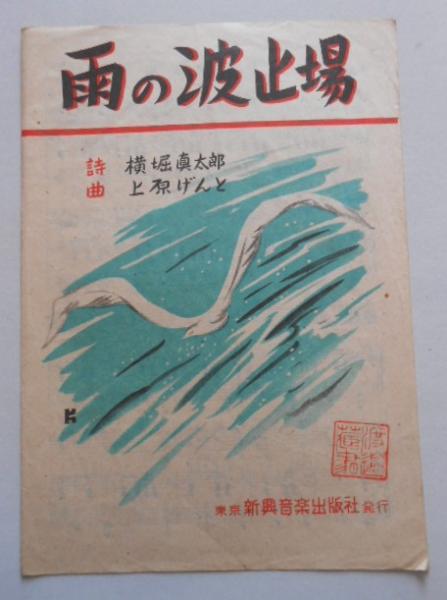 雨の波止場
詩 横堀眞太郎
曲 上原げんと
東京 新興音楽出版社 発行